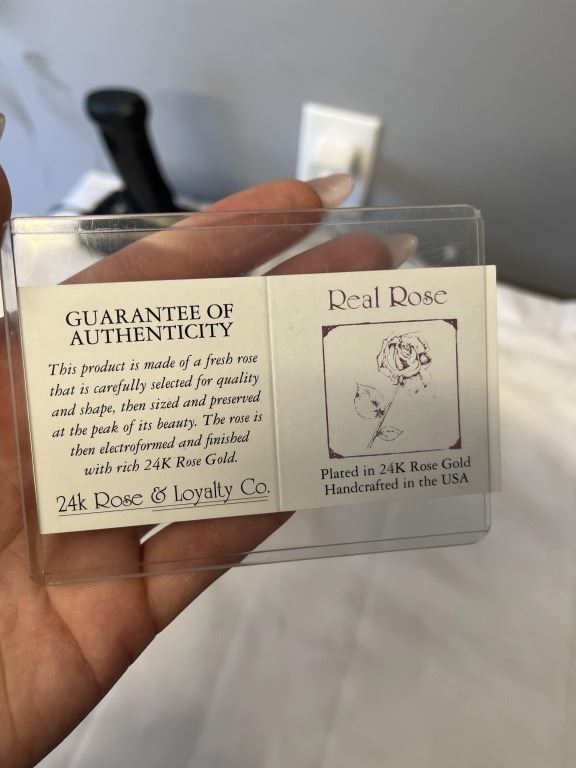 GUARANTEE OF
AUTHENTICITY
This product is made of a fresh rose
that is carefully selected for quality
and shape, then sized and preserved
at the peak of its beauty. The rose is
then electroformed and finished
with rich 24K Rose Gold.
24k Rose & Loyalty Co.
Real Rose
Plated in 24K Rose Gold
Handcrafted in the USA